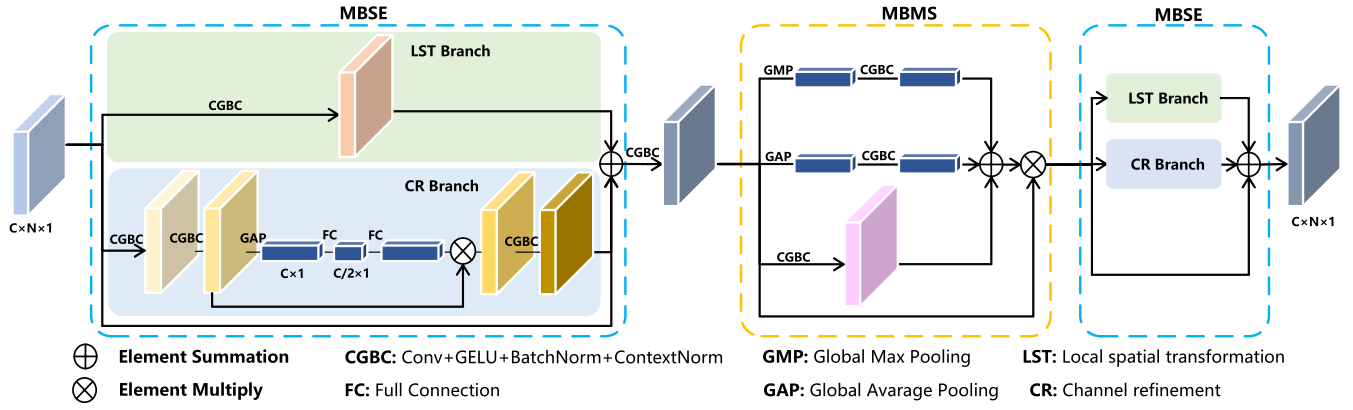 MBSE
MBMS
MBSE
LST Branch
CGBC
CGBC
CR Branch
CGBC
CGBC
GAP
FC
FC
CGBC
C×1
C/2×1
C×N×1
GMP
CGBC
GAP
CGBC
CGBC
LST Branch
CR Branch
C×N×1
Element Summation
CGBC: Conv+GELU+BatchNorm+ContextNorm
GMP: Global Max Pooling
LST: Local spatial transformation
Element Multiply
FC: Full Connection
GAP: Global Avarage Pooling
CR: Channel refinement